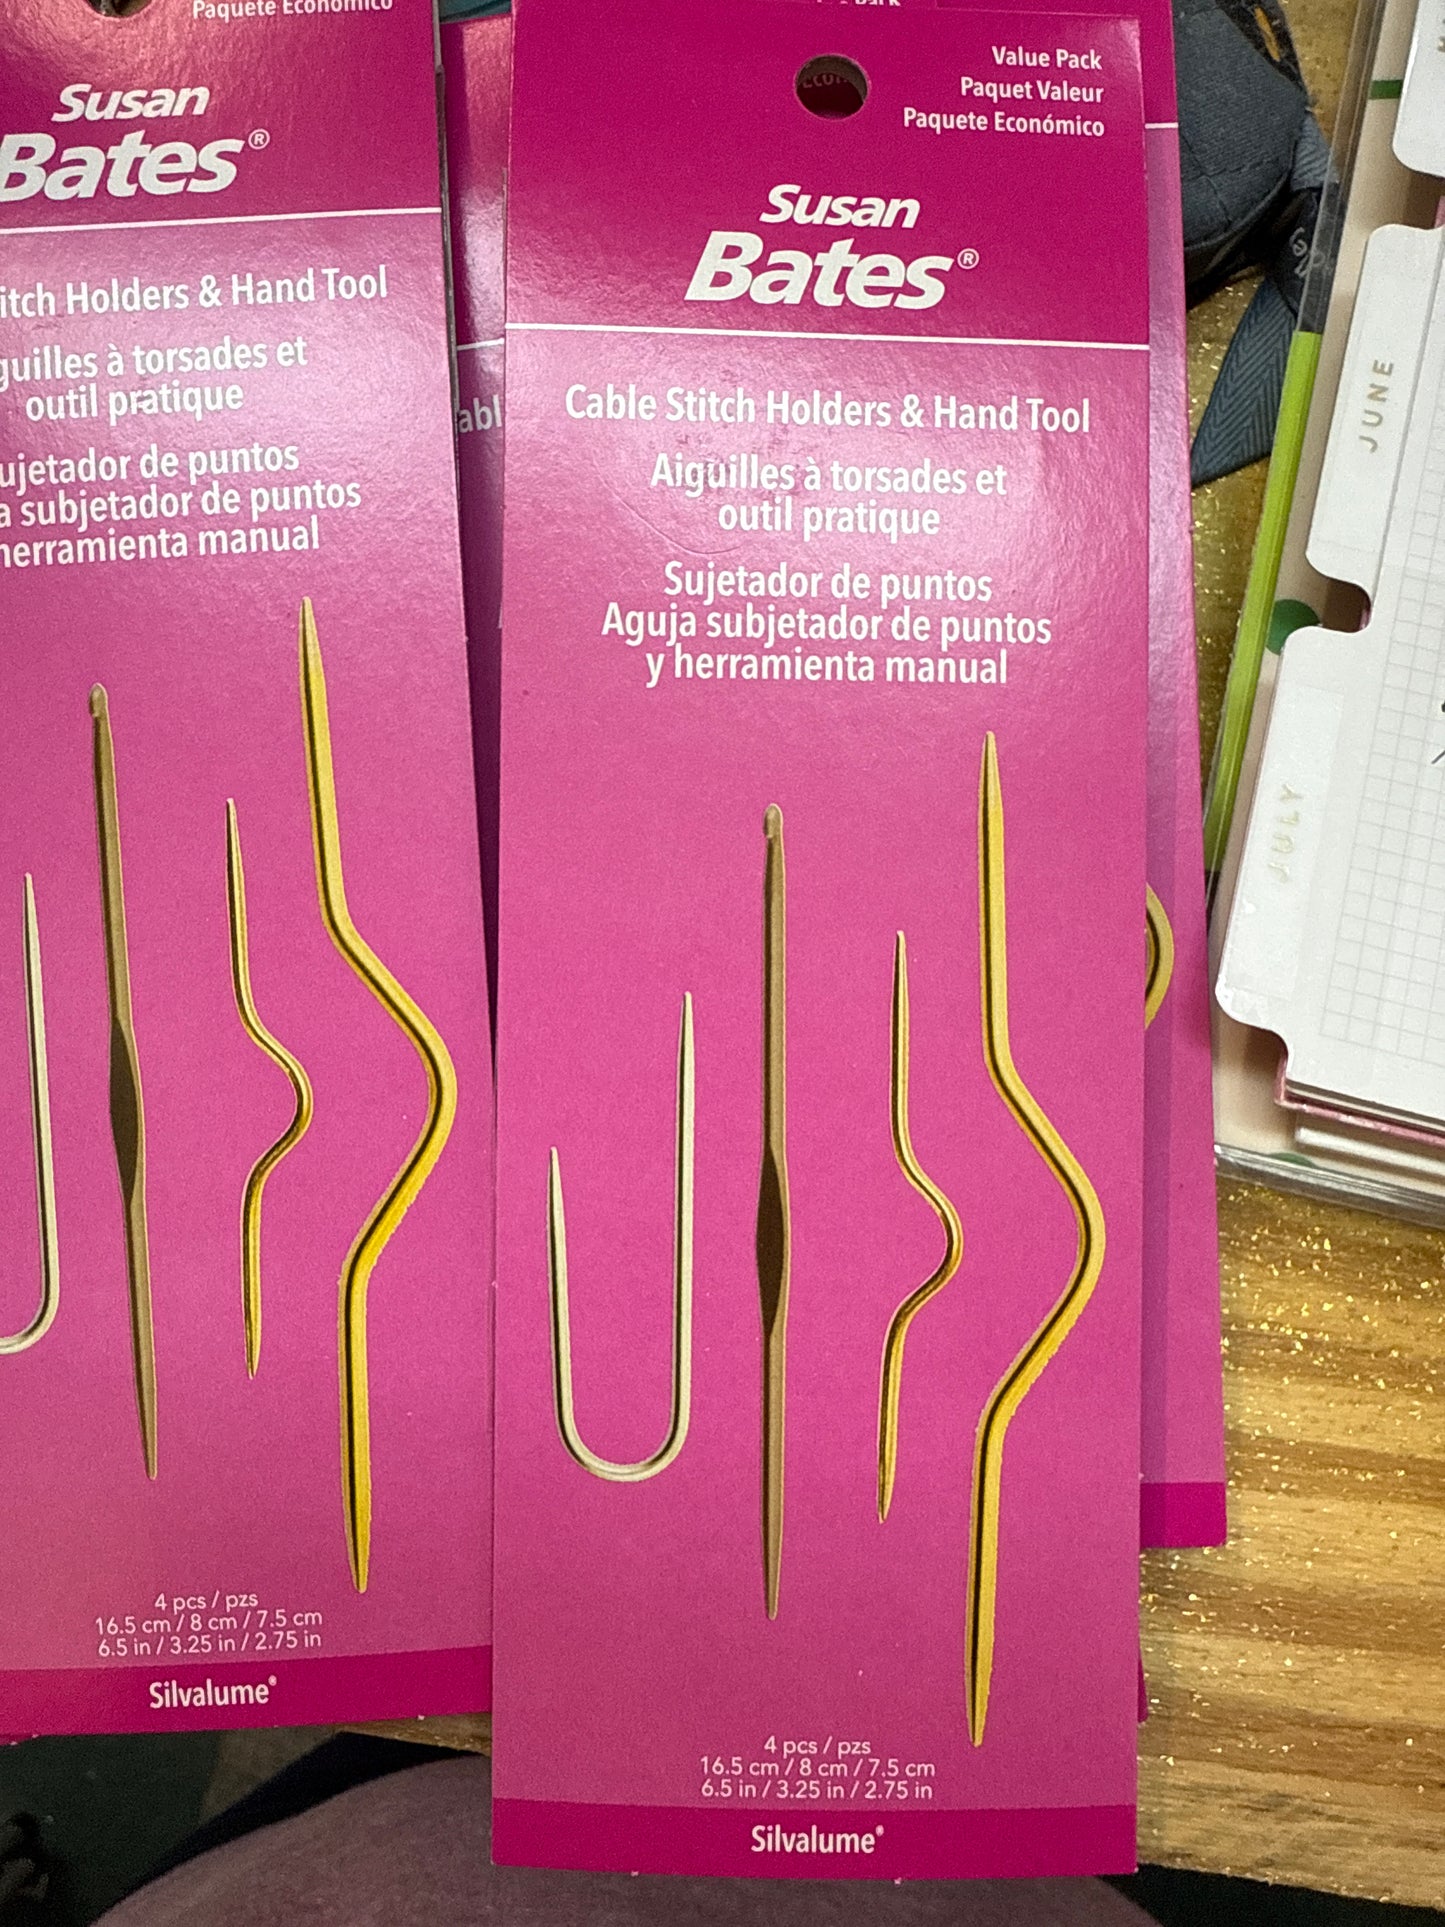 Paquete Económico
Susan
Bates®
itch Holders & Hand Tool
guilles à torsades et
outil pratique
ujetador de puntos
a subjetador de puntos
herramienta manual
4 pcs / pzs
16.5 cm / 8 cm / 7.5 cm
6.5 in / 3.25 in / 2.75 in
Silvalume®
abl
Value Pack
Paquet Valeur
Paquete Económico
Susan
Bates®
Cable Stitch Holders & Hand Tool
Aiguilles à torsades et
outil pratique
Sujetador de puntos
Aguja subjetador de puntos
y herramienta manual
4 pcs / pzs
16.5 cm / 8 cm / 7.5 cm
6.5 in / 3.25 in / 2.75 in
Silvalume®
JUNE
JULY